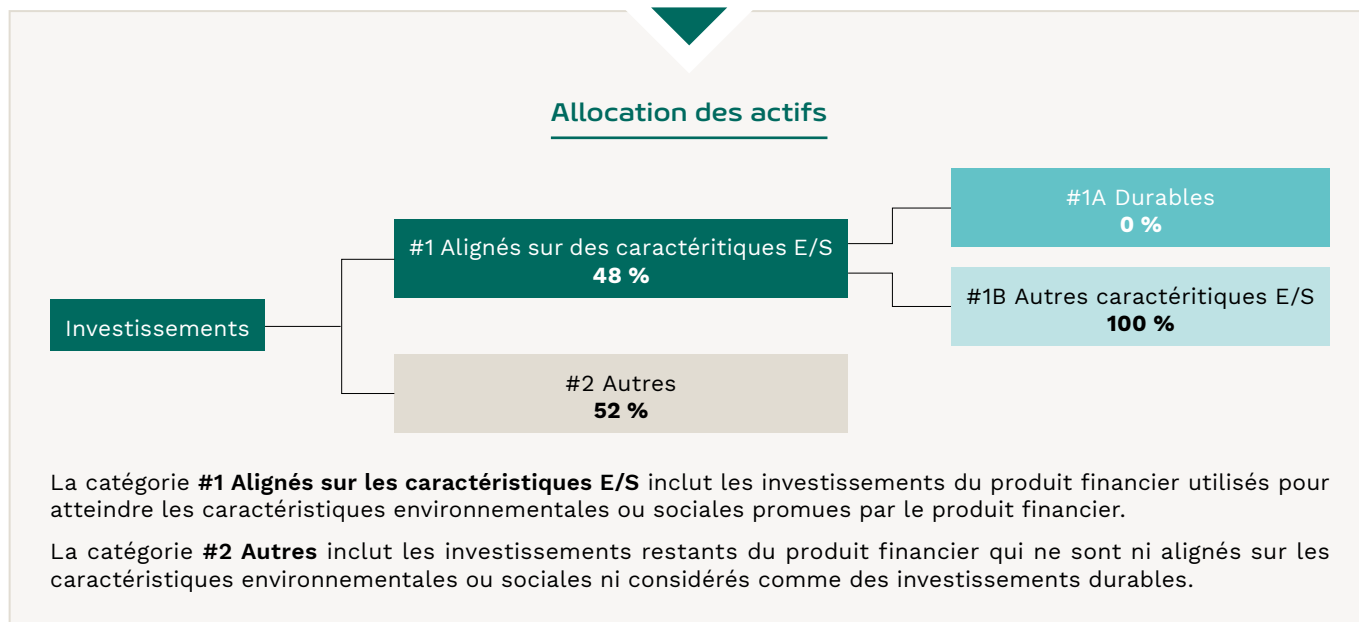 Allocation des actifs
#1A Durables
0 %
#1 Alignés sur des caractéritiques E/S
48 %
#1B Autres caractéritiques E/S
100 %
Investissements
#2 Autres
52 %
La catégorie #1 Alignés sur les caractéristiques E/S inclut les investissements du produit financier utilisés pour
atteindre les caractéristiques environnementales ou sociales promues par le produit financier.
La catégorie #2 Autres inclut les investissements restants du produit financier qui ne sont ni alignés sur les
caractéristiques environnementales ou sociales ni considérés comme des investissements durables.